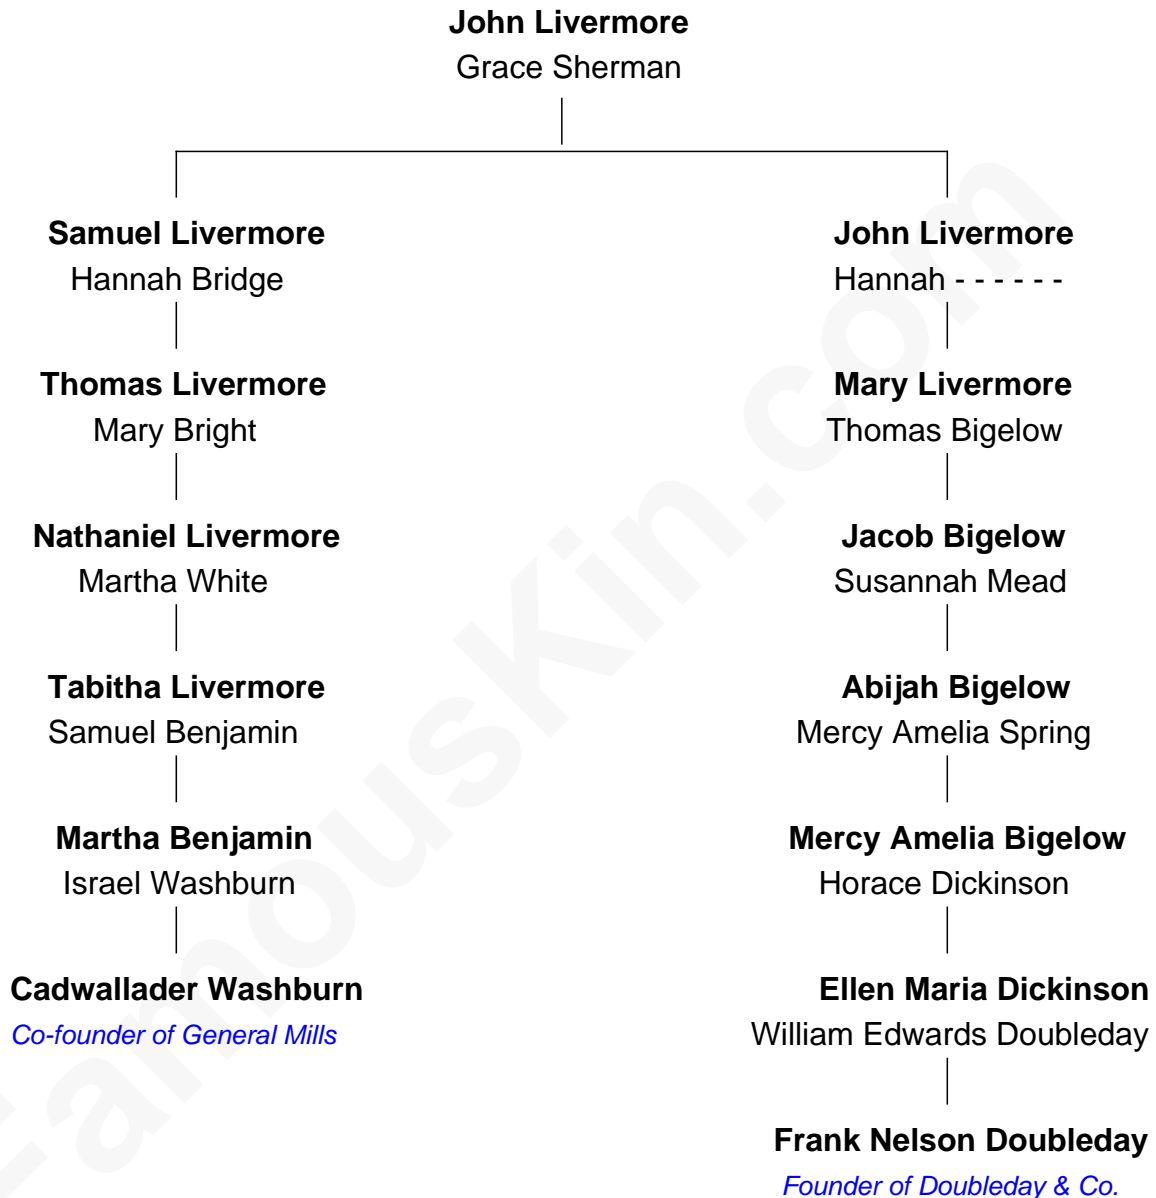 John Livermore
Grace Sherman
Samuel Livermore
Hannah Bridge
John Livermore
Hannah - - - - - -
Thomas Livermore
Mary Bright
Mary Livermore
Thomas Bigelow
Nathaniel Livermore
Martha White
Jacob Bigelow
Susannah Mead
Tabitha Livermore
Samuel Benjamin
Abijah Bigelow
Mercy Amelia Spring
Martha Benjamin
Israel Washburn
Mercy Amelia Bigelow
Horace Dickinson
Cadwallader Washburn
Co-founder of General Mills
Ellen Maria Dickinson
William Edwards Doubleday
Frank Nelson Doubleday
Founder of Doubleday & Co.
FamousKin.com